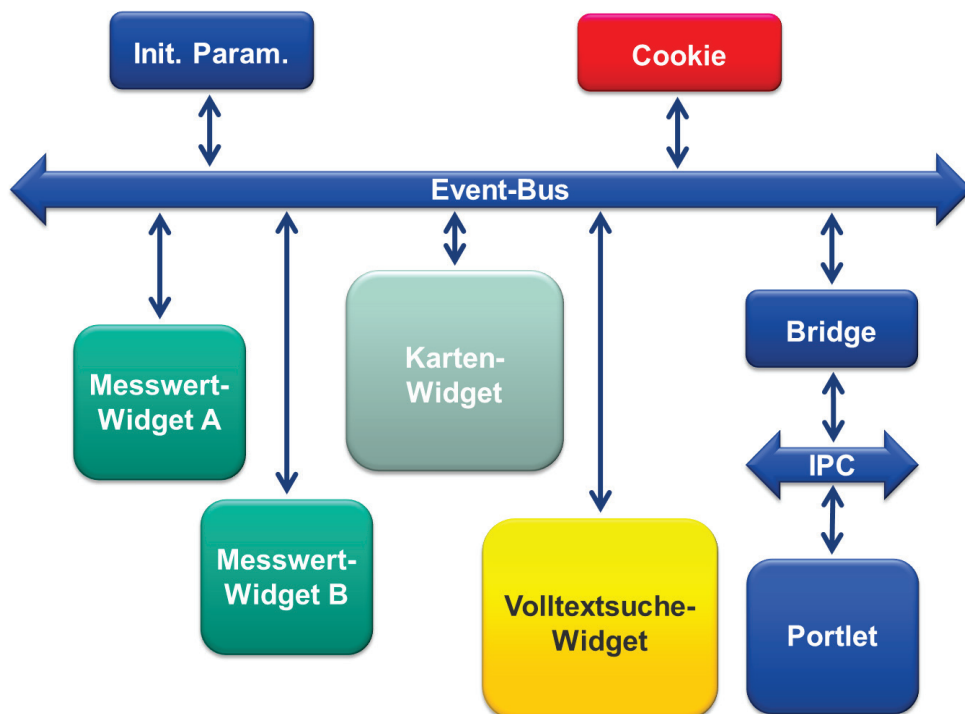 Init. Param.
Cookie
Event-Bus
Messwert-
Widget A
Karten-
Widget
Bridge
IPC
Messwert-
Widget B
Volltextsuche-
Widget
Portlet